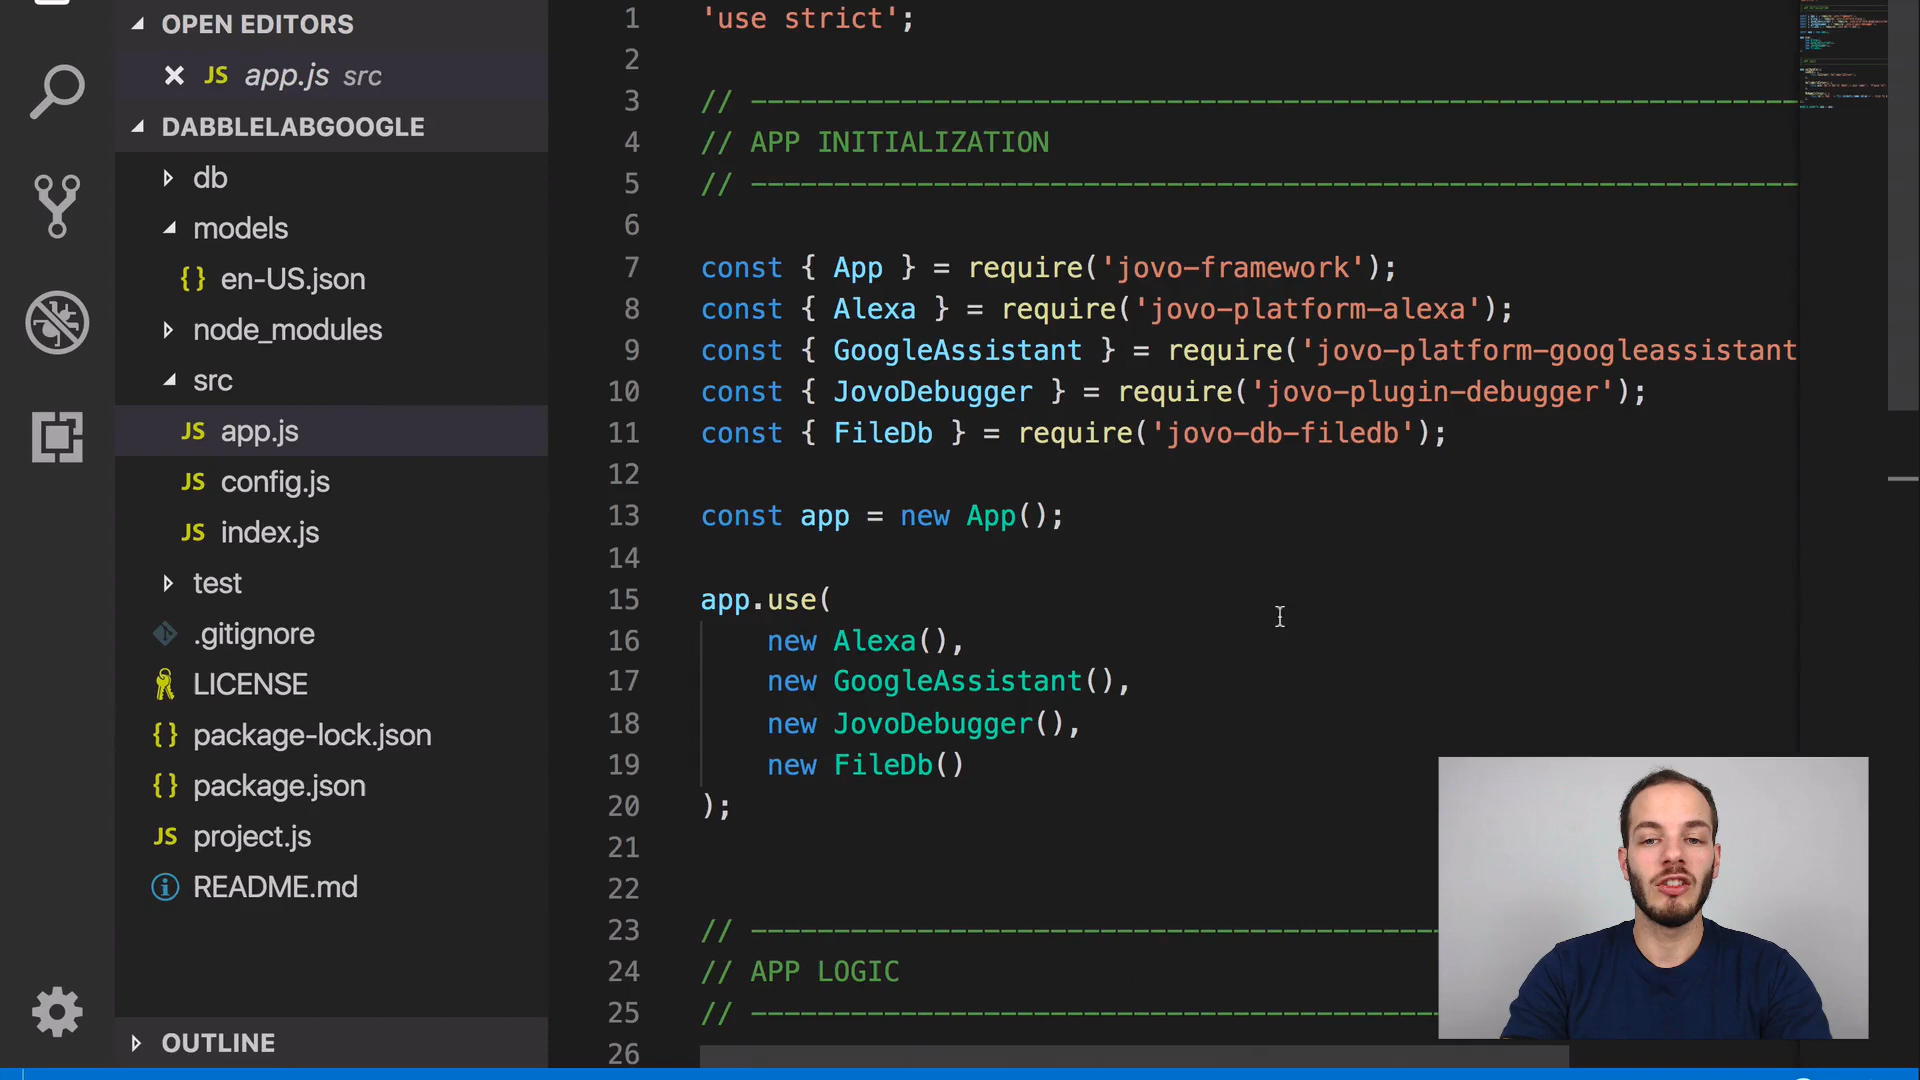 OPEN EDITORS
JS app.js src
DABBLELABGOOGLE
db
models
{} en-US.json
node_modules
src
JS app.js
JS config.js
JS index.js
test
.gitignore
LICENSE
{} package-lock.json
{} package.json
JS project.js
README.md
OUTLINE
1 'use strict';
2
3 // ------------------------------------------------------------------
4 // APP INITIALIZATION
5 // ------------------------------------------------------------------
6
7 const { App } = require('jovo-framework');
8 const { Alexa } = require('jovo-platform-alexa');
9 const { GoogleAssistant } = require('jovo-platform-googleassistant
10 const { JovoDebugger } = require('jovo-plugin-debugger');
11 const { FileDb } = require('jovo-db-filedb');
12
13 const app = new App();
14
15 app.use(
16 new Alexa(),
17 new GoogleAssistant(),
18 new JovoDebugger(),
19 new FileDb()
20 );
21
22
23 // ------------------------------------------
24 // APP LOGIC
25 // ------------------------------------------
26